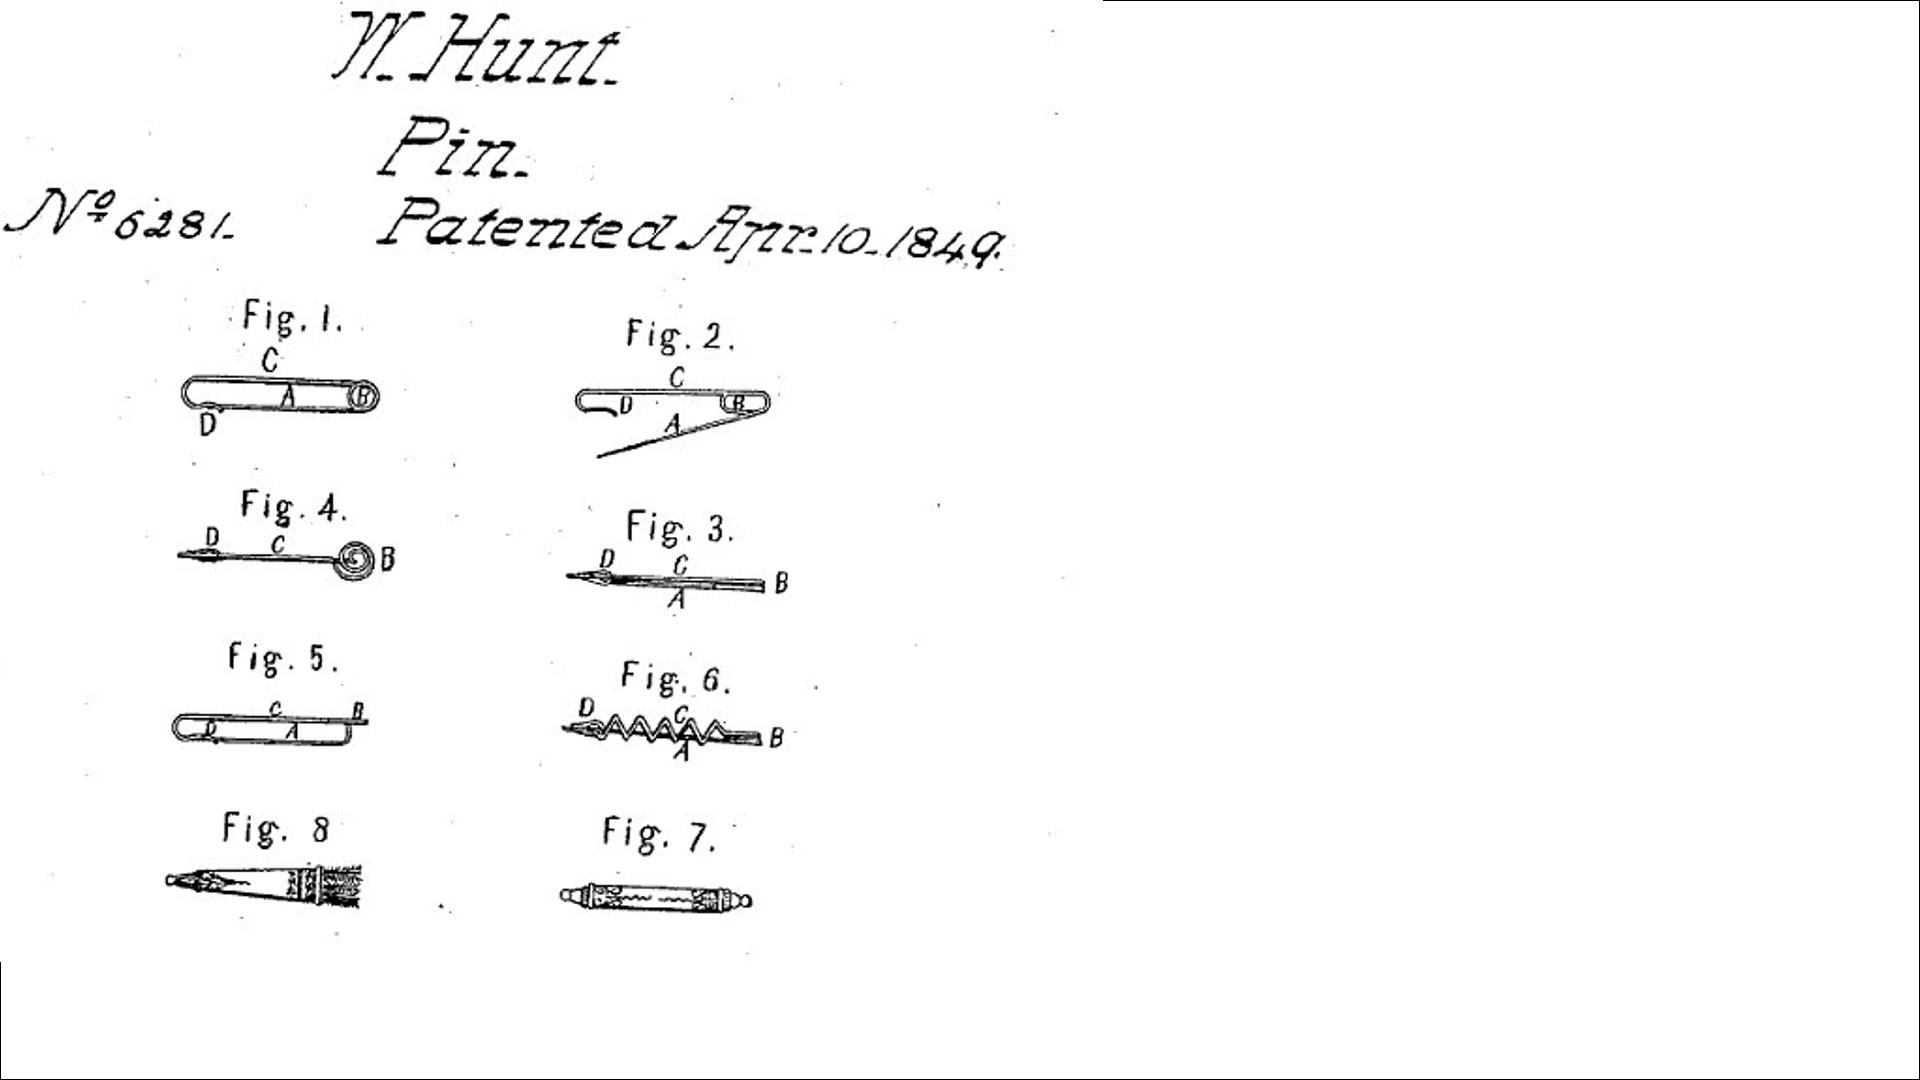 W. Hunt.
Pin.
Nº 6281.
Patented Apr. 10. 1849.
Fig. 1.
C
A
B
D
Fig. 2.
C
D
B
A
Fig. 4.
D
C
B
Fig. 3.
D
C
B
A
Fig. 5.
C
B
D
A
Fig. 6.
D
C
B
A
Fig. 8
Fig. 7.